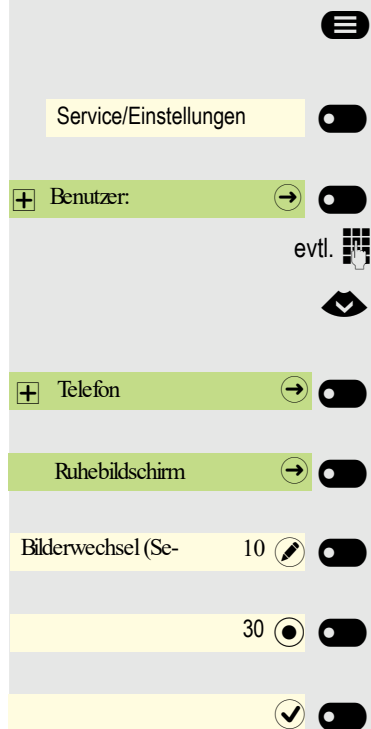 Service/Einstellungen
Benutzer:
evtl.
Telefon
Ruhebildschirm
Bilderwechsel (Se- 10
30